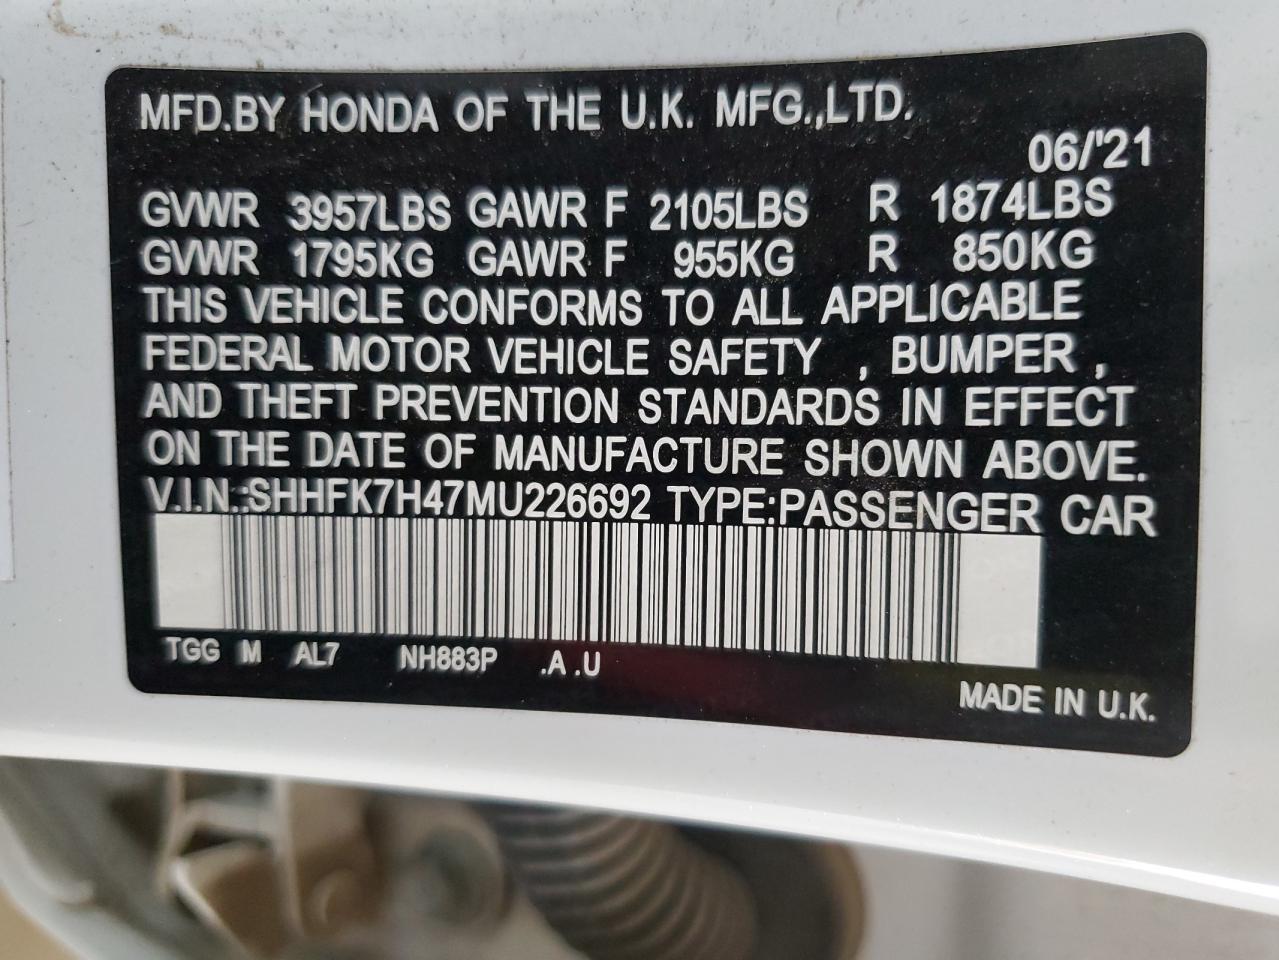 MFD.BY HONDA OF THE U.K. MFG.,LTD.
06/'21
GVWR 3957LBS GAWR F 2105LBS R 1874LBS
GVWR 1795KG GAWR F 955KG R 850KG
THIS VEHICLE CONFORMS TO ALL APPLICABLE
FEDERAL MOTOR VEHICLE SAFETY , BUMPER ,
AND THEFT PREVENTION STANDARDS IN EFFECT
ON THE DATE OF MANUFACTURE SHOWN ABOVE.
V.I.N.:SHHFK7H47MU226692 TYPE:PASSENGER CAR
TGG M AL7 NH883P .A .U
MADE IN U.K.